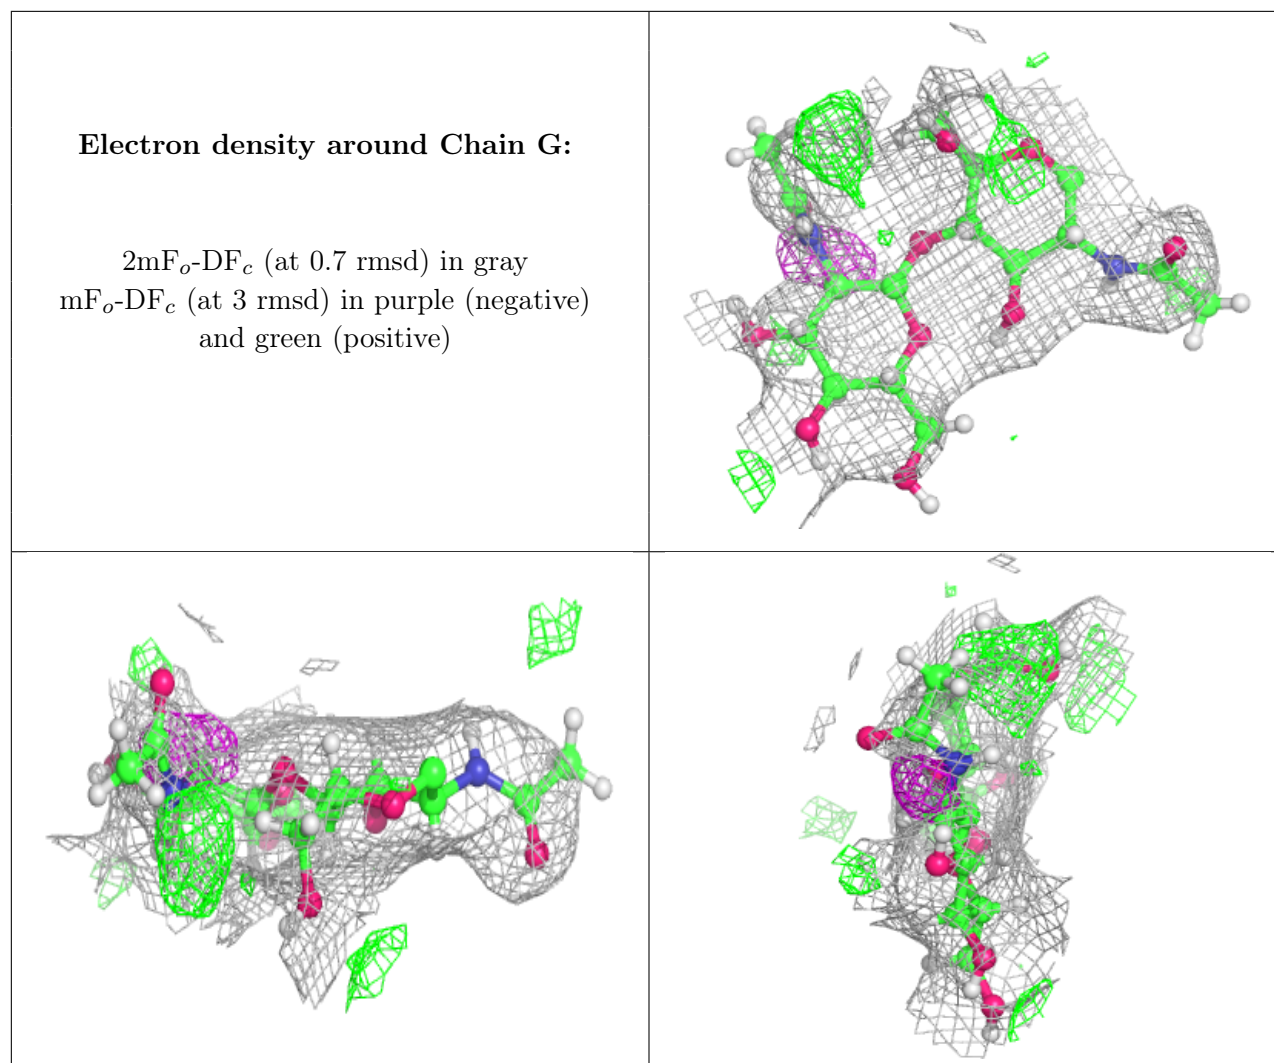 Electron density around Chain G:
2mFₒ-DF𝒸 (at 0.7 rmsd) in gray
mFₒ-DF𝒸 (at 3 rmsd) in purple (negative)
and green (positive)